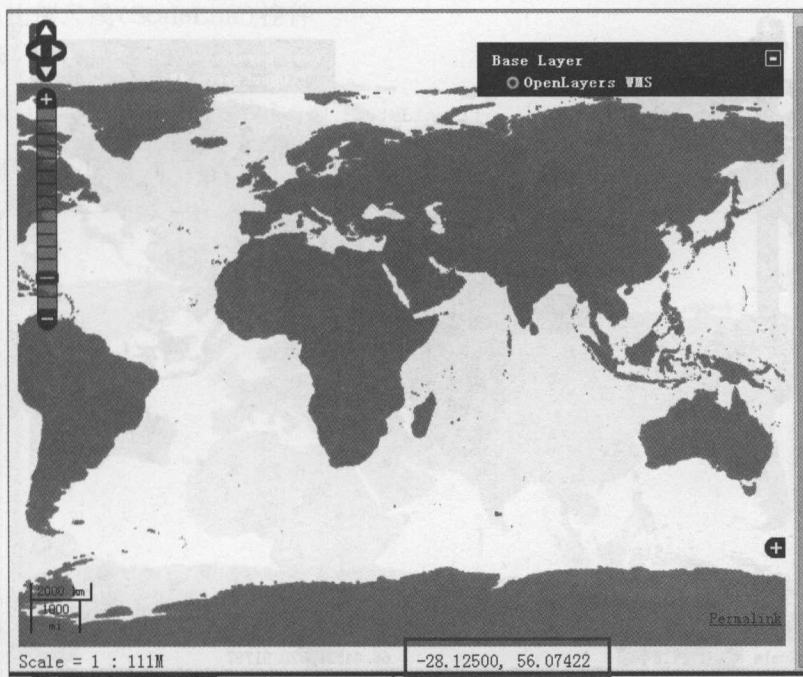 Base Layer
OpenLayers WMS
2000 km
1000
mi
Permalink
Scale = 1 : 111M
-28.12500, 56.07422